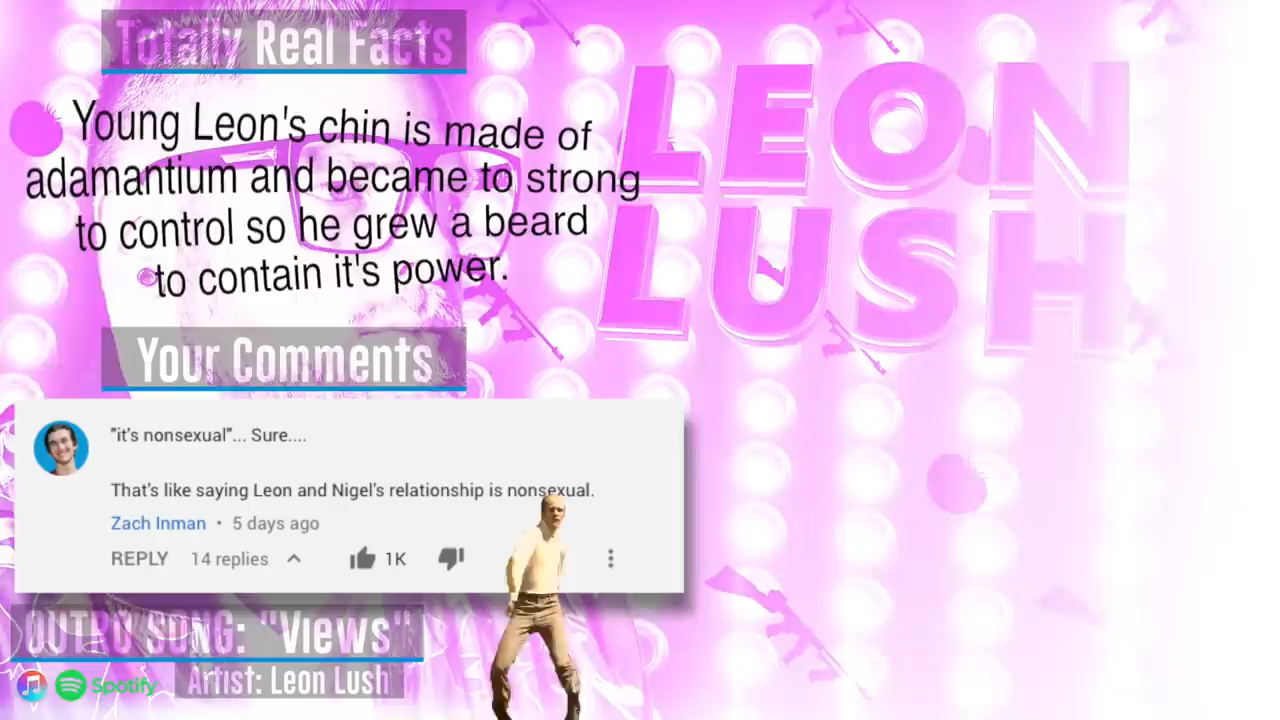 Totally Real Facts
Young Leon's chin is made of
adamantium and became to strong
to control so he grew a beard
to contain it's power.
LEON
LUSH
Your Comments
"it's nonsexual"... Sure....
That's like saying Leon and Nigel's relationship is nonsexual.
Zach Inman • 5 days ago
REPLY 14 replies 1K
OUTRO SONG: "Views"
Spotify Artist: Leon Lush